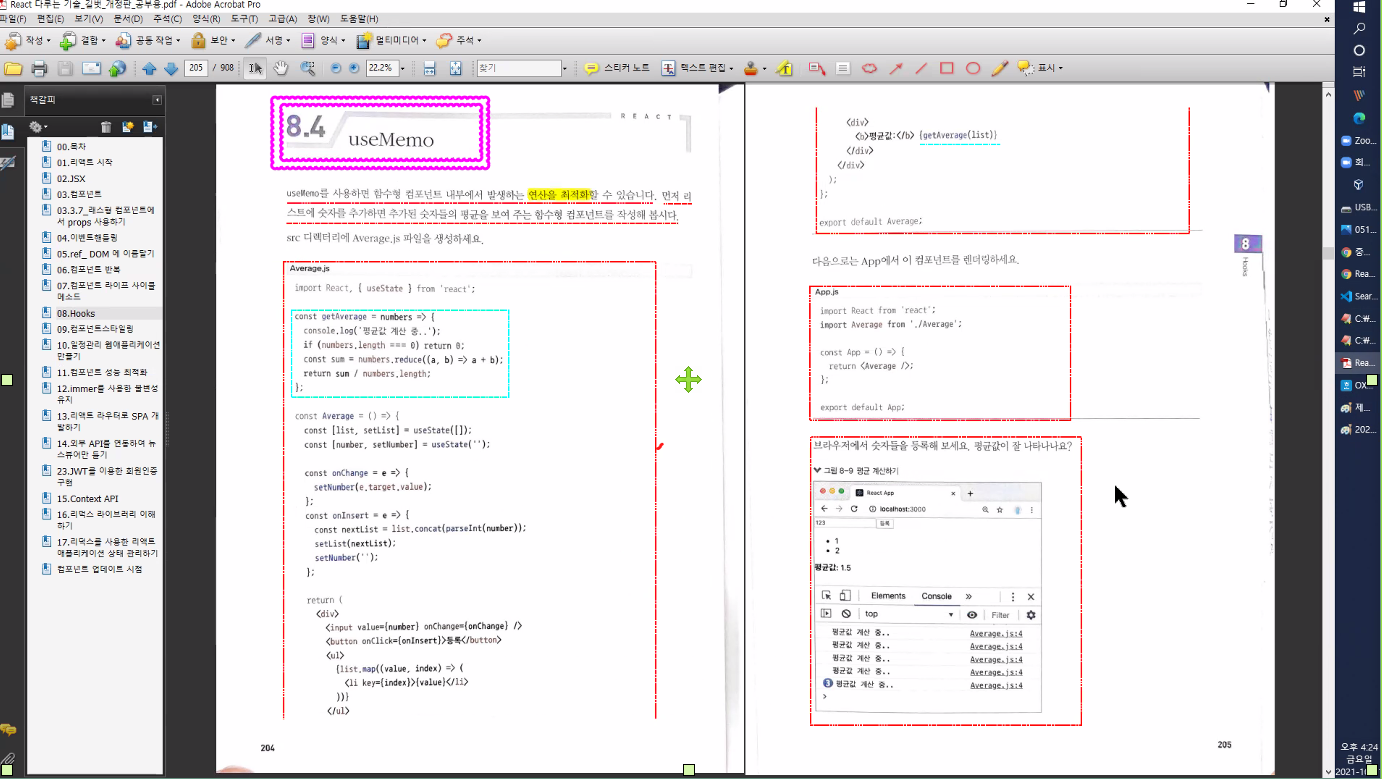 React 다루는 기술_길벗_개정판_공부용.pdf - Adobe Acrobat Pro
파일(F) 편집(E) 보기(V) 문서(D) 주석(C) 양식(R) 도구(T) 고급(A) 창(W) 도움말(H)
작성 결합 공동 작업 보안 서명 양식 멀티미디어 주석
205 / 908 22.2% 찾기 스티커 노트 텍스트 편집 표시
책갈피
00.목차
01.리액트 시작
02.JSX
03.컴포넌트
03.3.7_래스형 컴포넌트에
서 props 사용하기
04.이벤트핸들링
05.ref_ DOM 에 이름달기
06.컴포넌트 반복
07.컴포넌트 라이프 사이클
메소드
08.Hooks
09.컴포넌트스타일링
10.일정관리 웹애플리케이션
만들기
11.컴포넌트 성능 최적화
12.immer를 사용한 불변성
유지
13.리액트 라우터로 SPA 개
발하기
14.외부 API를 연동하여 뉴
스뷰어만 듣기
23.JWT을 이용한 회원인증
구현
15.Context API
16.리덕스 라이브러리 이해
하기
17.리덕스을 사용한 리액트
애플리케이션 상태 관리하기
컴포넌트 업데이트 시점
REACT
8.4
useMemo
useMemo를 사용하면 함수형 컴포넌트 내부에서 발생하는 연산을 최적화할 수 있습니다. 먼저 리
스트에 숫자를 추가하면 추가된 숫자들의 평균을 보여 주는 함수형 컴포넌트를 작성해 봅시다.
src 디렉터리에 Average.js 파일을 생성하세요.
Average.js
import React, { useState } from 'react';
const getAverage = numbers => {
console.log('평균값 계산 중..');
if (numbers.length === 0) return 0;
const sum = numbers.reduce((a, b) => a + b);
return sum / numbers.length;
};
const Average = () => {
const [list, setList] = useState([]);
const [number, setNumber] = useState('');
const onChange = e => {
setNumber(e.target.value);
};
const onInsert = e => {
const nextList = list.concat(parseInt(number));
setList(nextList);
setNumber('');
};
return (
<div>
<input value={number} onChange={onChange} />
<button onClick={onInsert}>등록</button>
<ul>
{list.map((value, index) => (
<li key={index}>{value}</li>
))}
</ul>
204
<div>
<b>평균값:</b> {getAverage(list)}
</div>
</div>
);
};
export default Average;
8
Hooks
다음으로는 App에서 이 컴포넌트를 렌더링하세요.
App.js
import React from 'react';
import Average from './Average';
const App = () => {
return <Average />;
};
export default App;
브라우저에서 숫자들을 등록해 보세요. 평균값이 잘 나타나나요?
그림 8-9 평균 계산하기
React App
localhost:3000
123 등록
1
2
평균값: 1.5
Elements Console
top Filter
평균값 계산 중.. Average.js:4
평균값 계산 중.. Average.js:4
평균값 계산 중.. Average.js:4
평균값 계산 중.. Average.js:4
3 평균값 계산 중.. Average.js:4
205
Zoo...
회...
USB...
051...
중...
Rea...
Sear...
C:₩...
C:₩...
Rea...
OX...
제...
202...
오후 4:24
금요일
2021-10